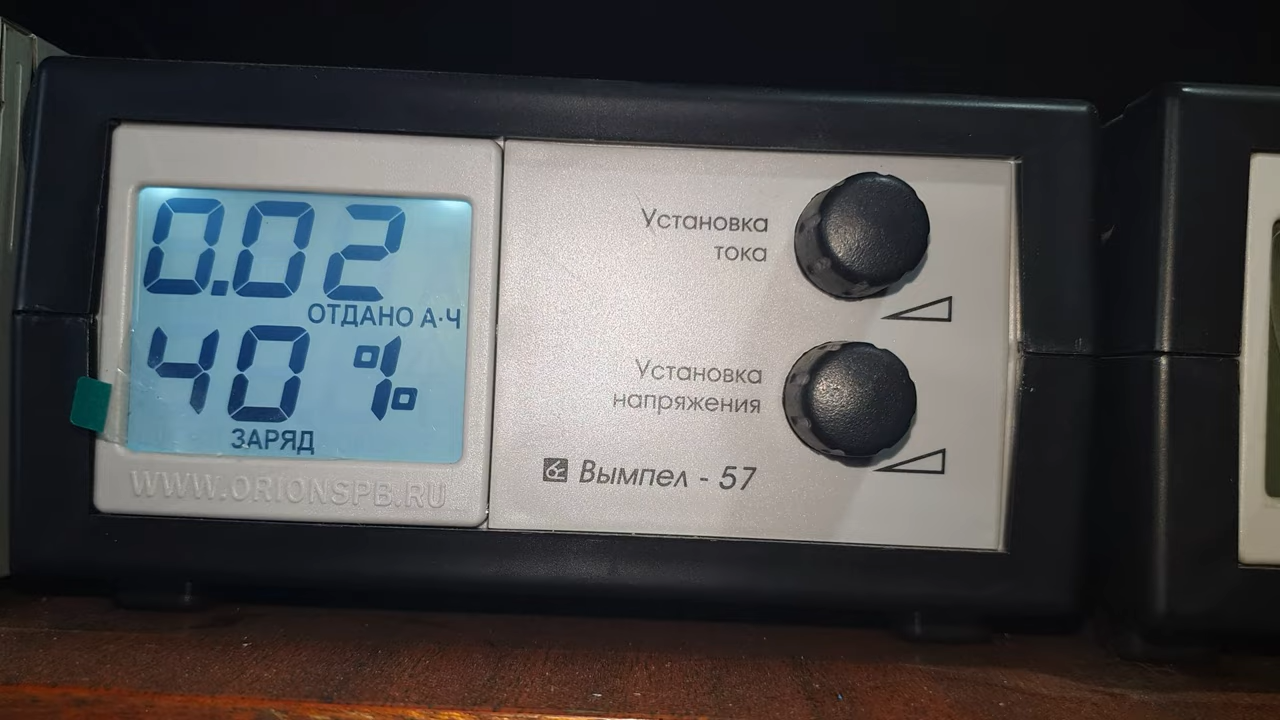 0.02
ОТДАНО А·Ч
40 %
ЗАРЯД
WWW.ORIONSPB.RU
Установка
тока
Установка
напряжения
Вымпел - 57